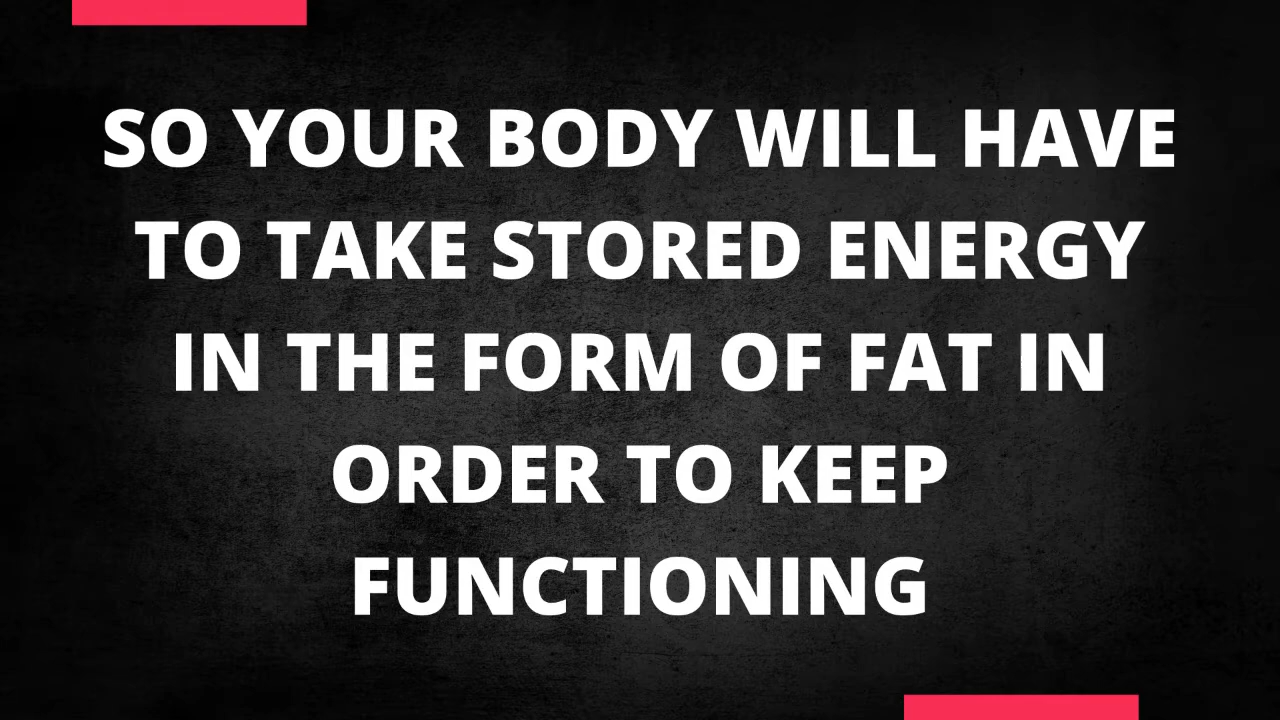 SO YOUR BODY WILL HAVE
TO TAKE STORED ENERGY
IN THE FORM OF FAT IN
ORDER TO KEEP
FUNCTIONING